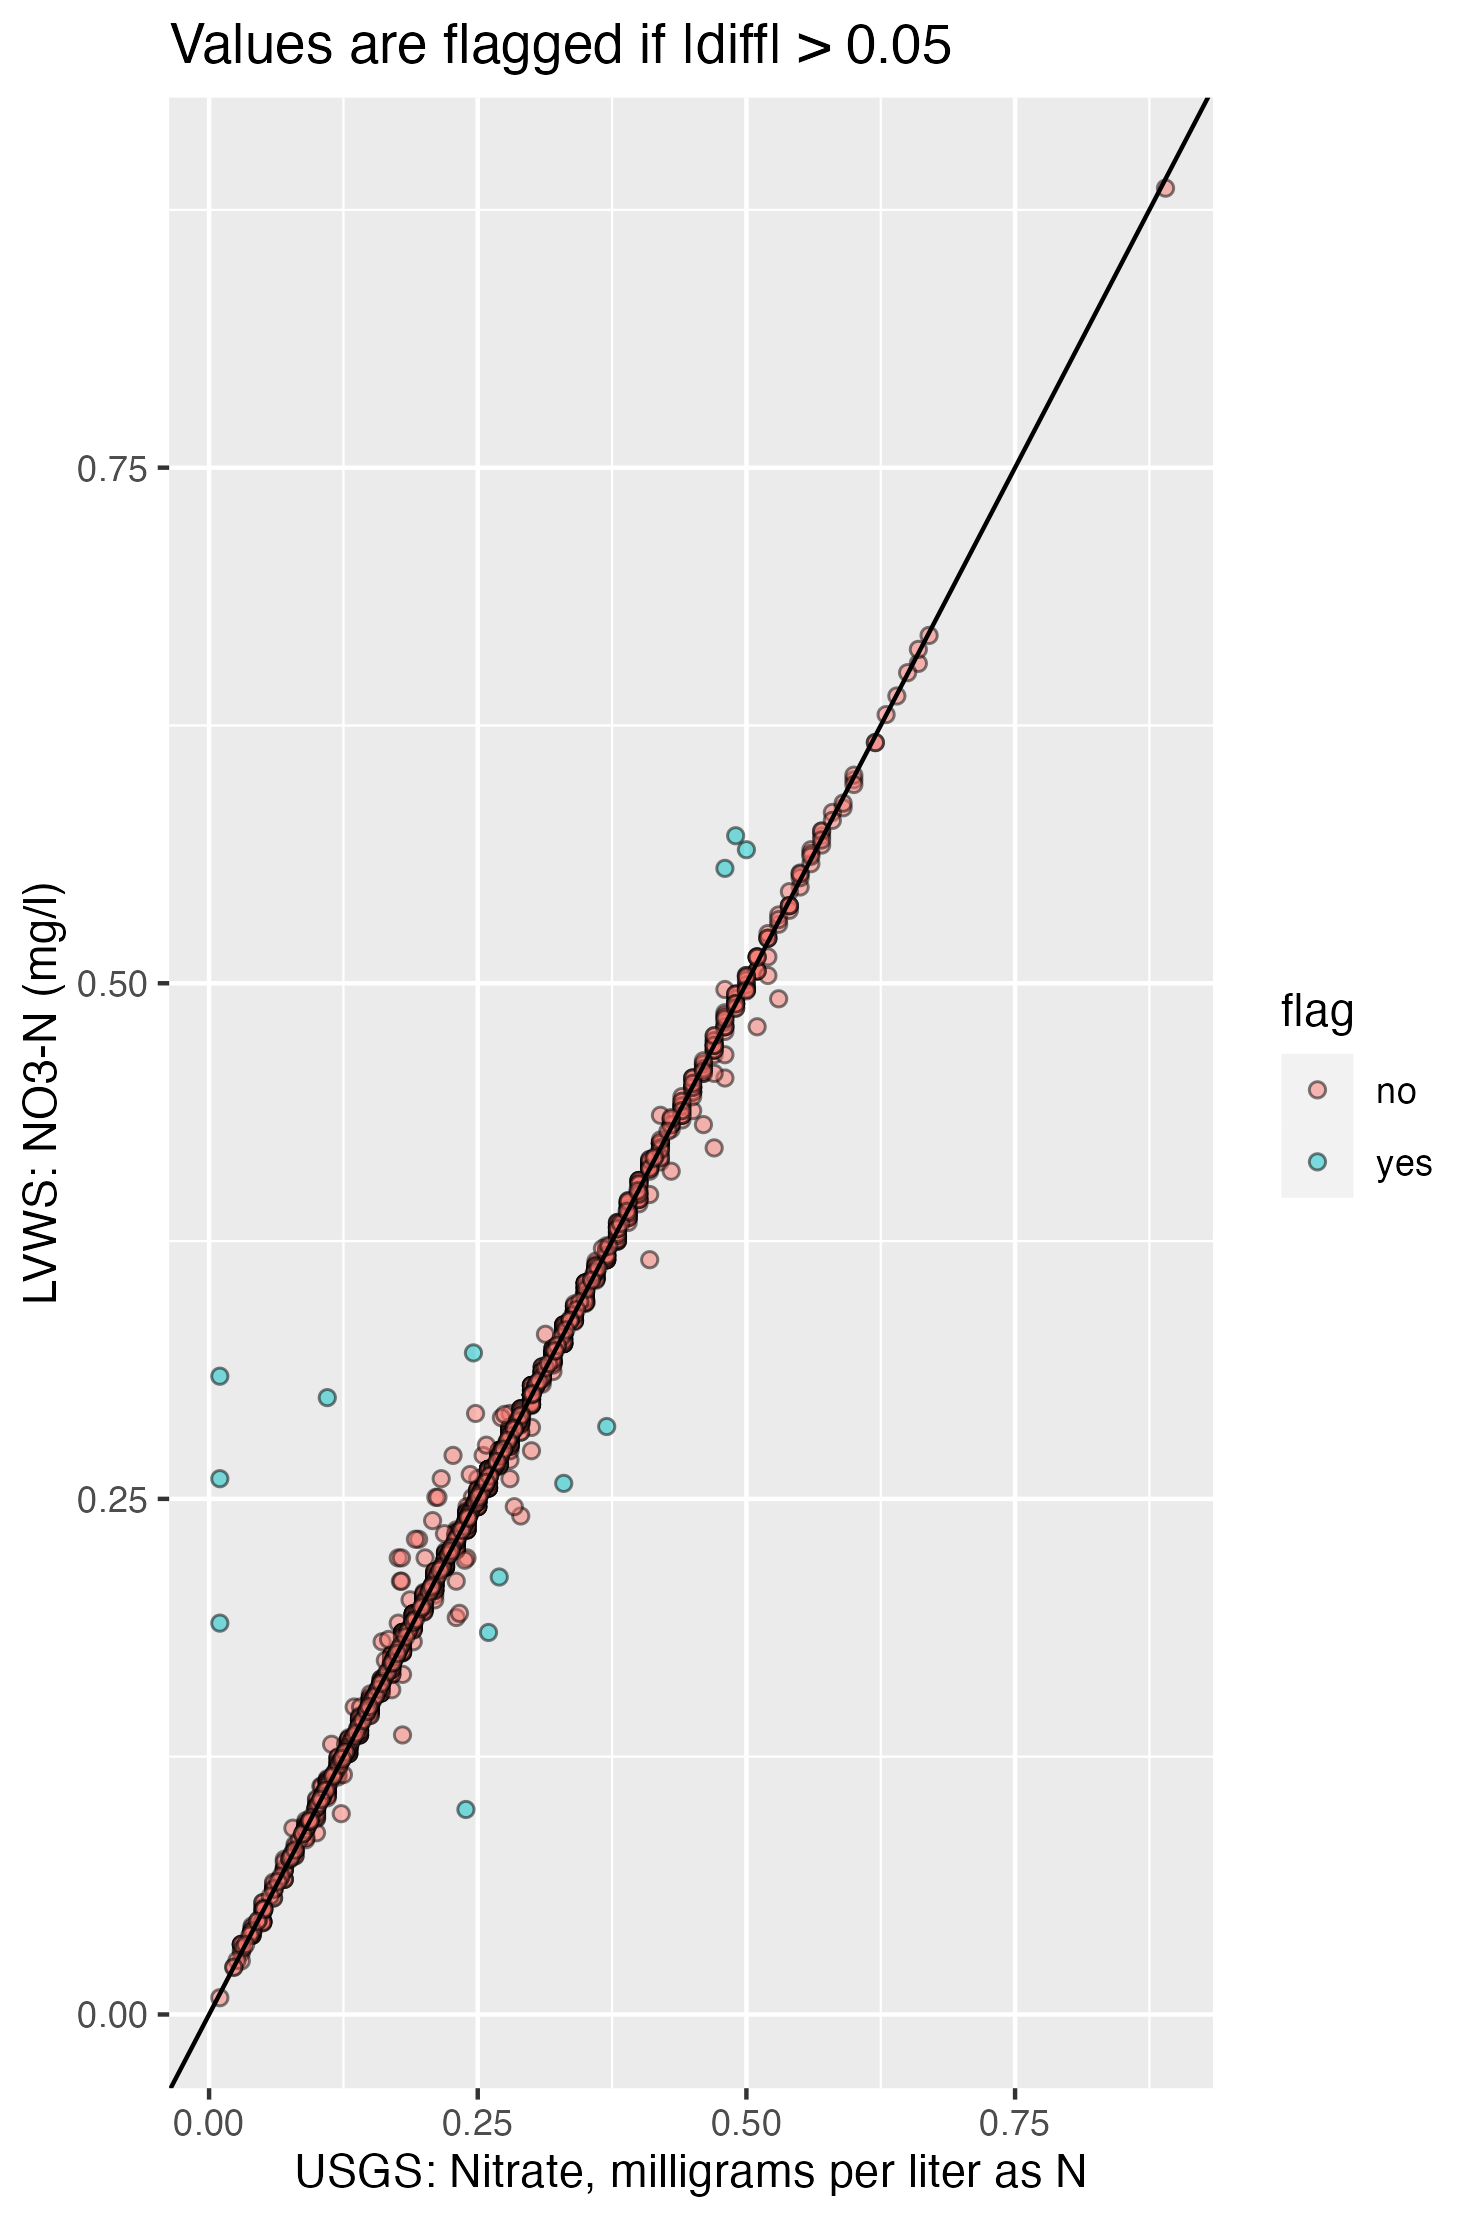 Values are flagged if |diff| > 0.05
LVWS: NO3-N (mg/l)
0.75
0.50
0.25
0.00
0.00 0.25 0.50 0.75
USGS: Nitrate, milligrams per liter as N
flag
no
yes